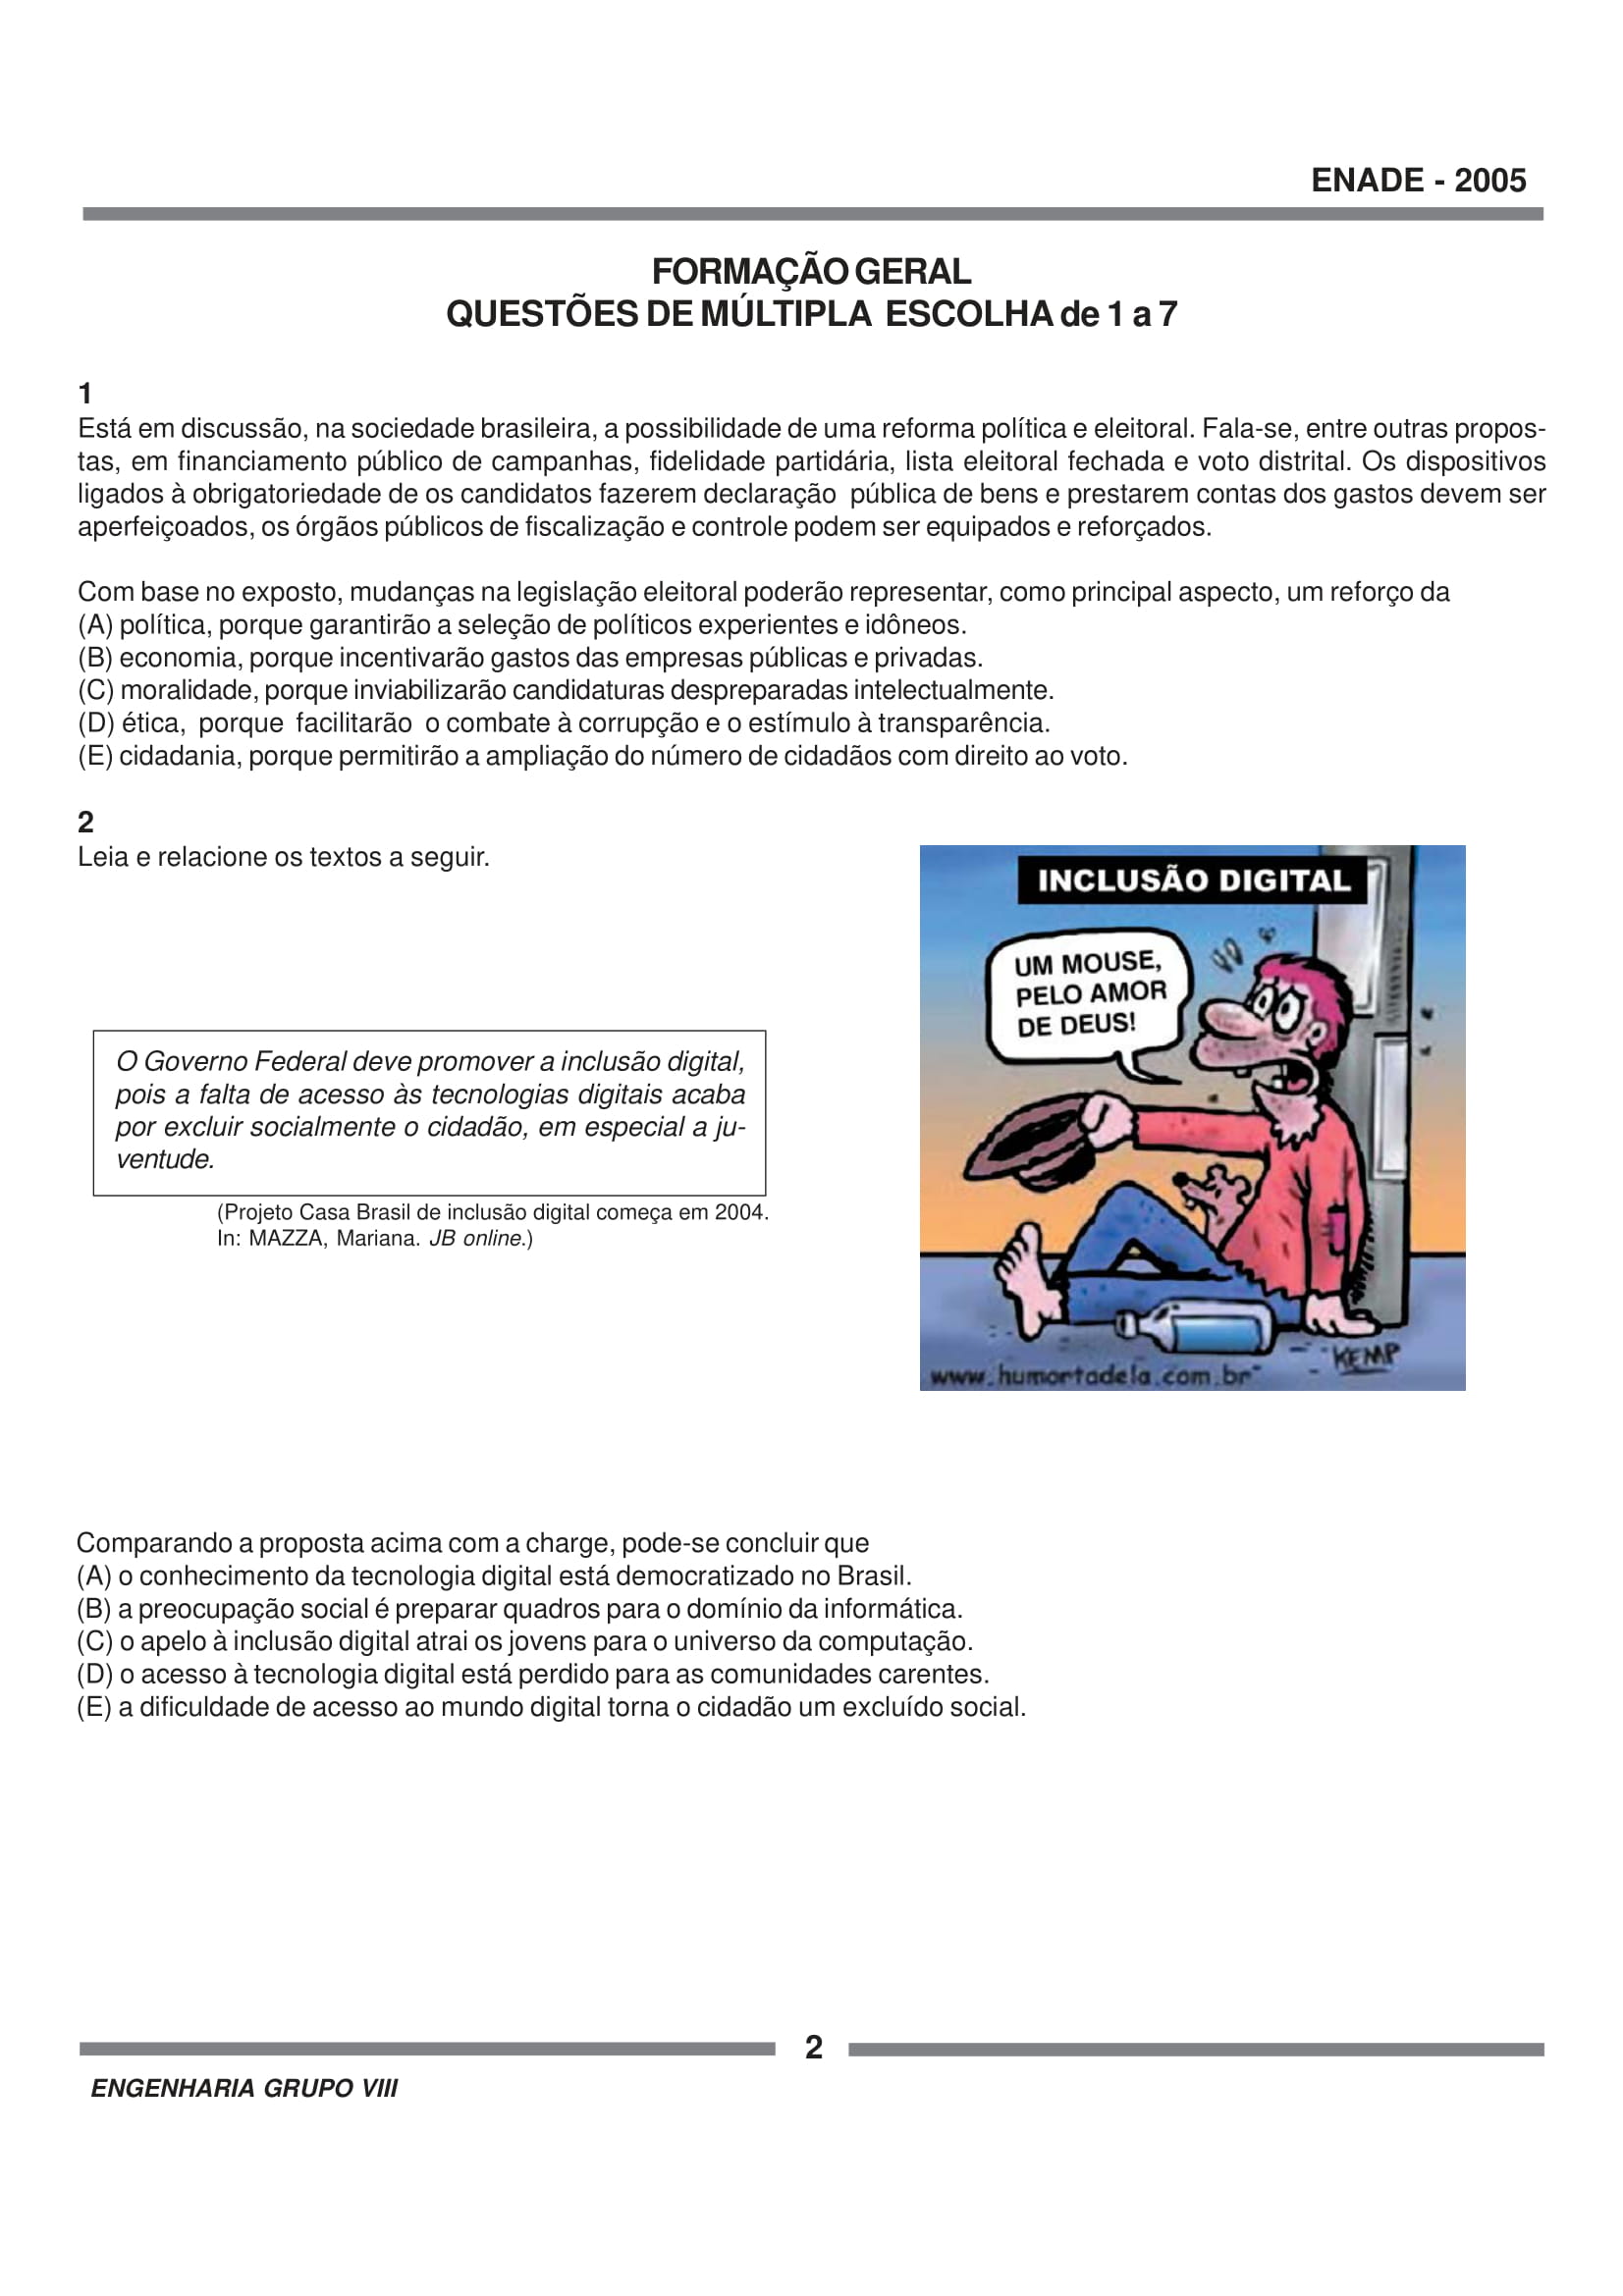 ENADE - 2005
FORMAÇÃO GERAL
QUESTÕES DE MÚLTIPLA ESCOLHA de 1 a 7
1
Está em discussão, na sociedade brasileira, a possibilidade de uma reforma política e eleitoral. Fala-se, entre outras propos-
tas, em financiamento público de campanhas, fidelidade partidária, lista eleitoral fechada e voto distrital. Os dispositivos
ligados à obrigatoriedade de os candidatos fazerem declaração pública de bens e prestarem contas dos gastos devem ser
aperfeiçoados, os órgãos públicos de fiscalização e controle podem ser equipados e reforçados.
Com base no exposto, mudanças na legislação eleitoral poderão representar, como principal aspecto, um reforço da
(A) política, porque garantirão a seleção de políticos experientes e idôneos.
(B) economia, porque incentivarão gastos das empresas públicas e privadas.
(C) moralidade, porque inviabilizarão candidaturas despreparadas intelectualmente.
(D) ética, porque facilitarão o combate à corrupção e o estímulo à transparência.
(E) cidadania, porque permitirão a ampliação do número de cidadãos com direito ao voto.
2
Leia e relacione os textos a seguir.
O Governo Federal deve promover a inclusão digital,
pois a falta de acesso às tecnologias digitais acaba
por excluir socialmente o cidadão, em especial a ju-
ventude.
(Projeto Casa Brasil de inclusão digital começa em 2004.
In: MAZZA, Mariana. JB online.)
INCLUSÃO DIGITAL
UM MOUSE,
PELO AMOR
DE DEUS!
KEMP
www.humortadela.com.br
Comparando a proposta acima com a charge, pode-se concluir que
(A) o conhecimento da tecnologia digital está democratizado no Brasil.
(B) a preocupação social é preparar quadros para o domínio da informática.
(C) o apelo à inclusão digital atrai os jovens para o universo da computação.
(D) o acesso à tecnologia digital está perdido para as comunidades carentes.
(E) a dificuldade de acesso ao mundo digital torna o cidadão um excluído social.
2
ENGENHARIA GRUPO VIII